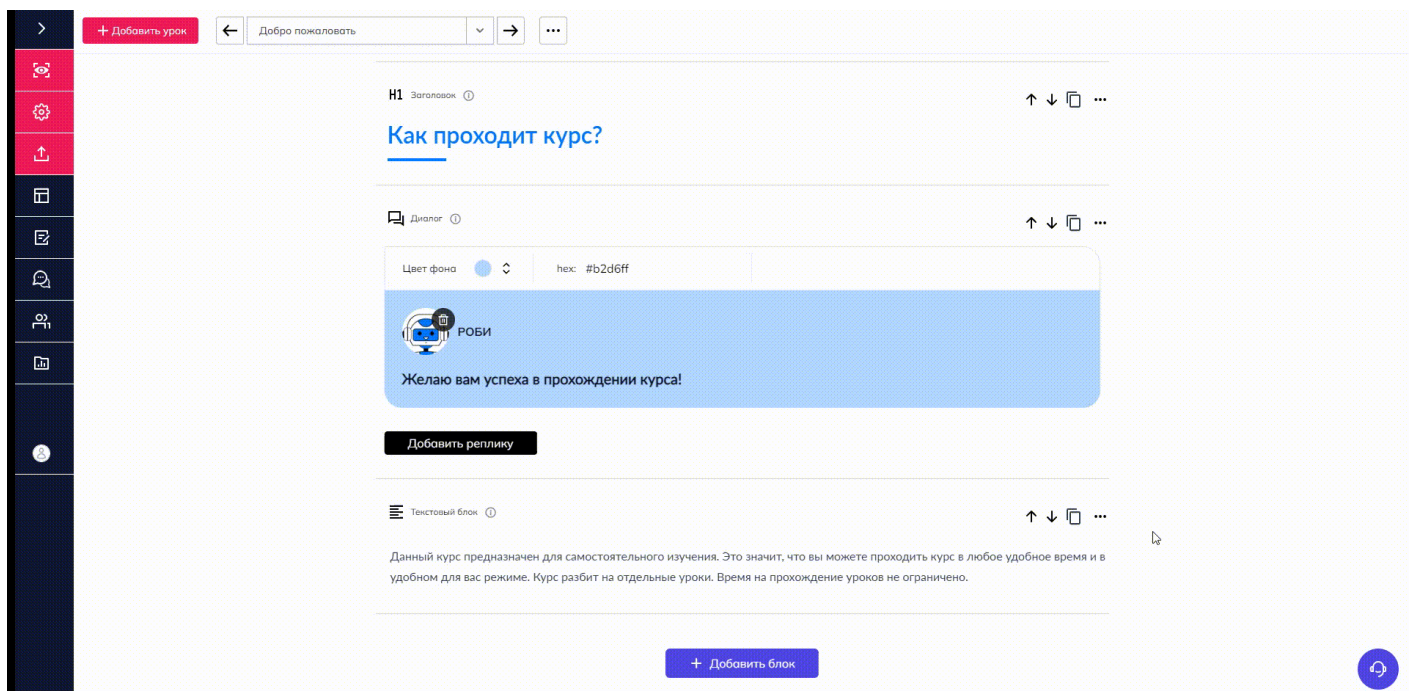 + Добавить урок
Добро пожаловать
H1 Заголовок
Как проходит курс?
Диалог
Цвет фона
hex: #b2d6ff
РОБИ
Желаю вам успеха в прохождении курса!
Добавить реплику
Текстовый блок
Данный курс предназначен для самостоятельного изучения. Это значит, что вы можете проходить курс в любое удобное время и в
удобном для вас режиме. Курс разбит на отдельные уроки. Время на прохождение уроков не ограничено.
+ Добавить блок